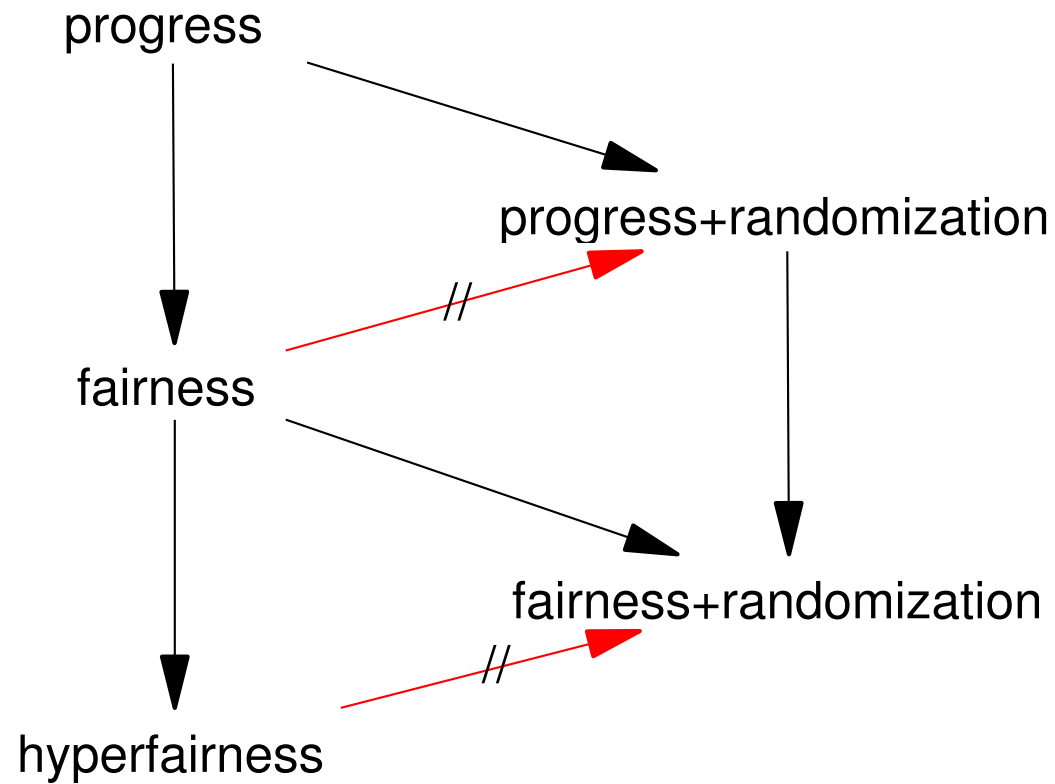 progress
progress+randomization
//
fairness
fairness+randomization
//
hyperfairness